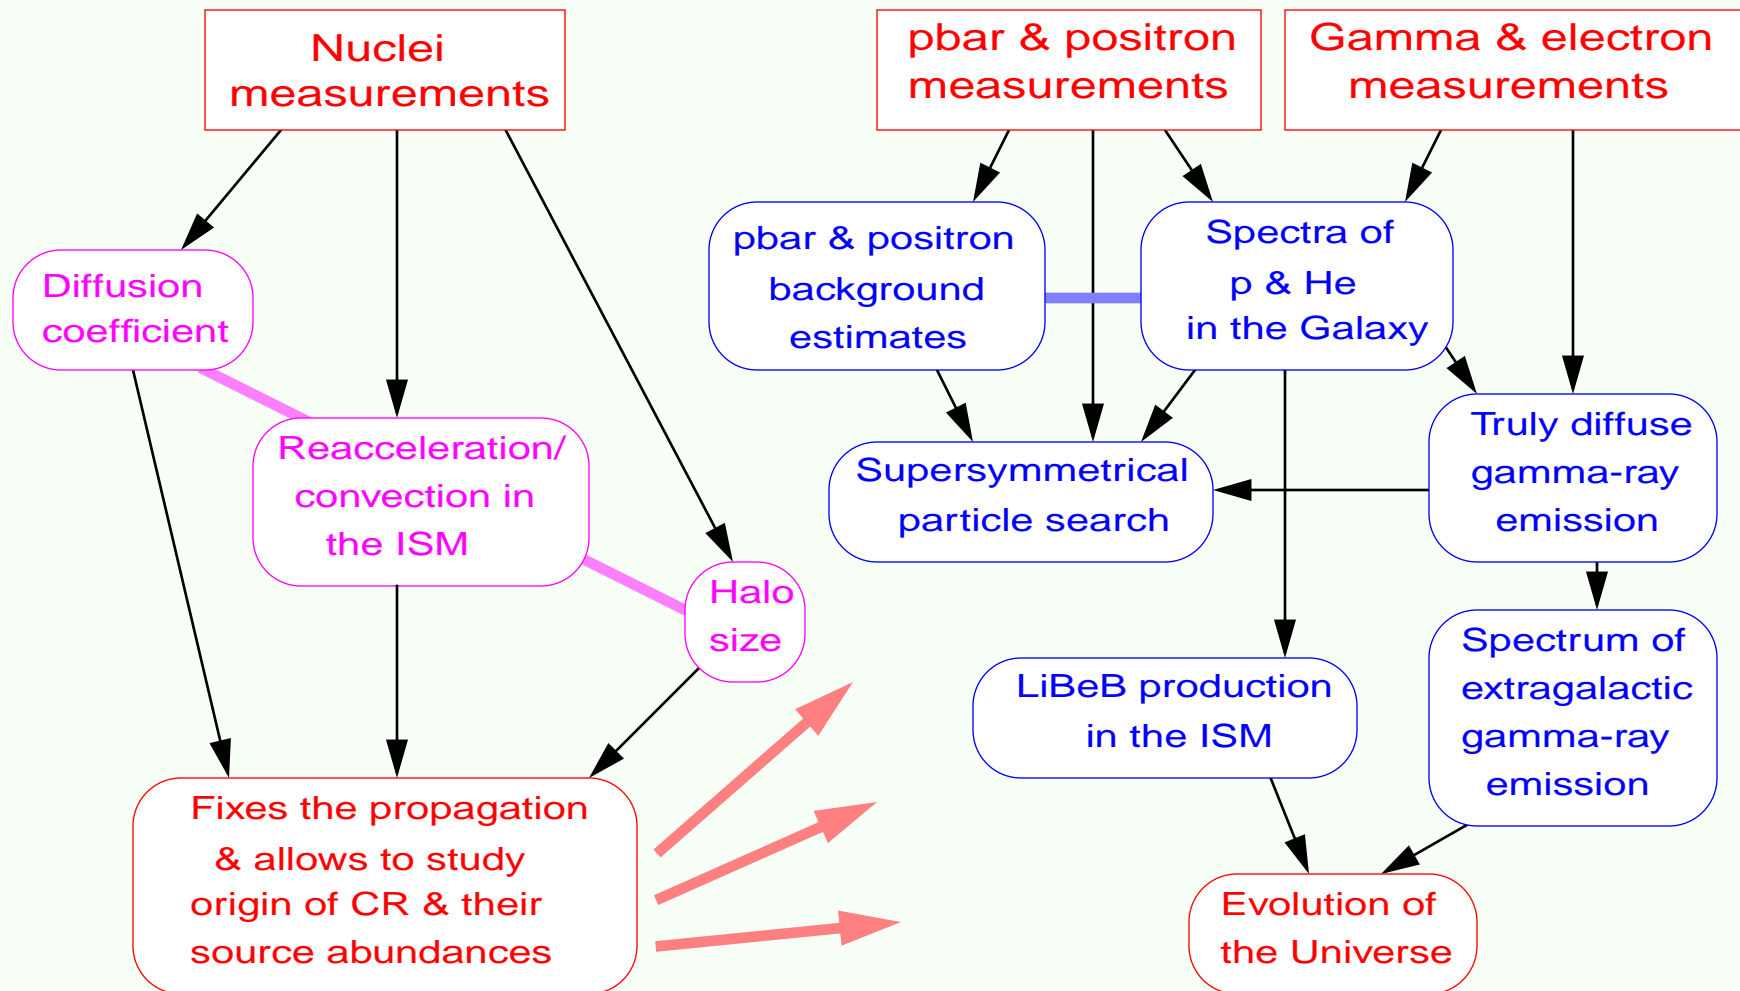 Nuclei
measurements
pbar & positron
measurements
Gamma & electron
measurements
Diffusion
coefficient
pbar & positron
background
estimates
Spectra of
p & He
in the Galaxy
Reacceleration/
convection in
the ISM
Supersymmetrical
particle search
Truly diffuse
gamma-ray
emission
Halo
size
LiBeB production
in the ISM
Spectrum of
extragalactic
gamma-ray
emission
Fixes the propagation
& allows to study
origin of CR & their
source abundances
Evolution of
the Universe